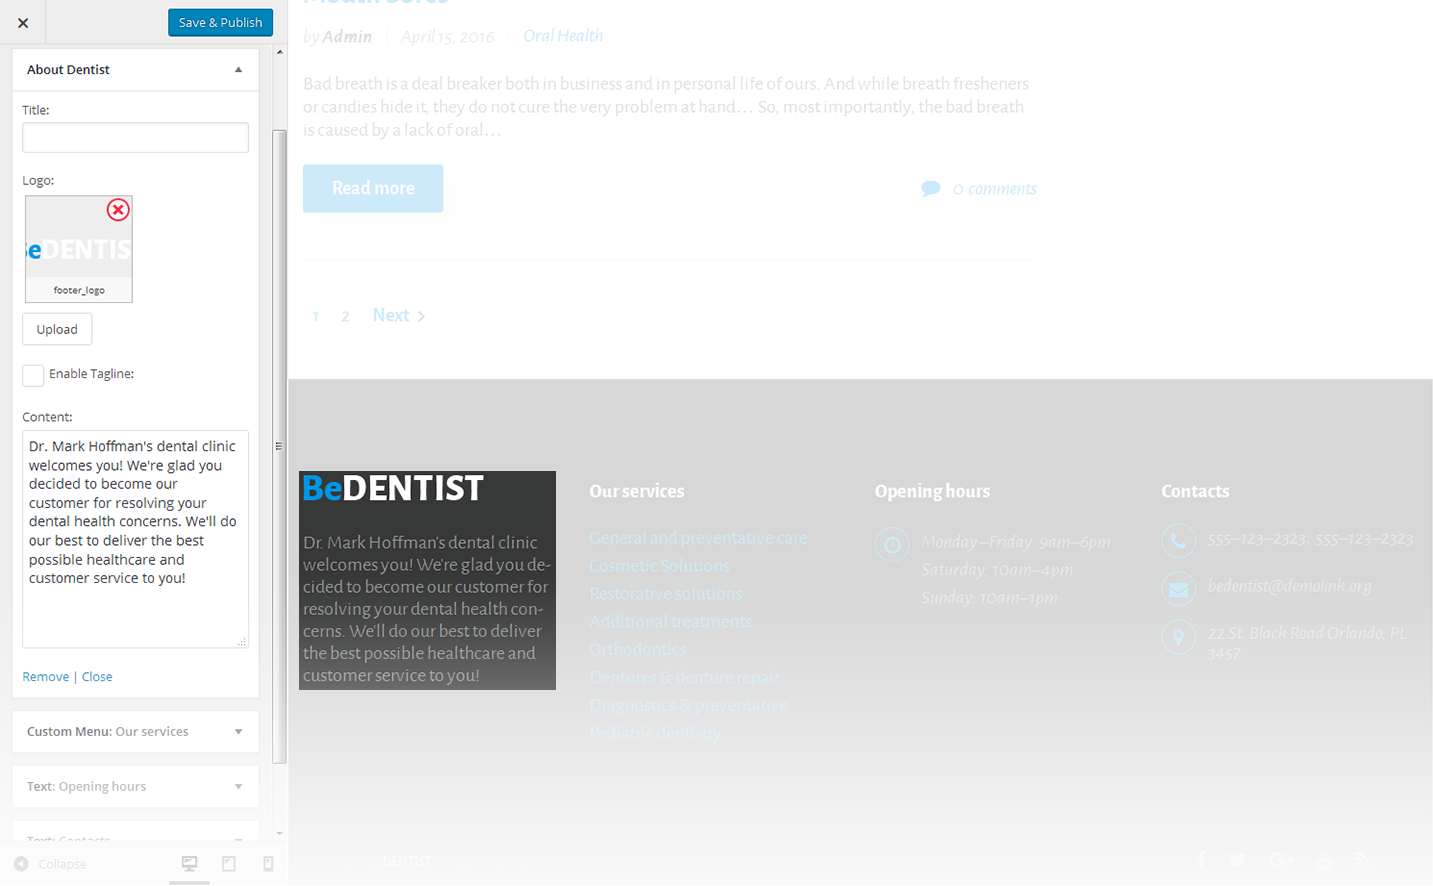 Save & Publish
About Dentist
Title:
Logo:
BeDENTIS
footer_logo
Upload
Enable Tagline:
Content:
Dr. Mark Hoffman's dental clinic
welcomes you! We're glad you
decided to become our
customer for resolving your
dental health concerns. We'll do
our best to deliver the best
possible healthcare and
customer service to you!
Remove | Close
Custom Menu: Our services
Text: Opening hours
Text: Contacts
Collapse
Mouth Sores
by Admin
April 15, 2016
Oral Health
Bad breath is a deal breaker both in business and in personal life of ours. And while breath fresheners
or candies hide it, they do not cure the very problem at hand… So, most importantly, the bad breath
is caused by a lack of oral…
Read more
0 comments
1 2 Next
BeDENTIST
Dr. Mark Hoffman's dental clinic
welcomes you! We're glad you de-
cided to become our customer for
resolving your dental health con-
cerns. We'll do our best to deliver
the best possible healthcare and
customer service to you!
Our services
General and preventative care
Cosmetic Solutions
Restorative solutions
Additional treatments
Orthodontics
Dentures & denture repair
Diagnostics & preventative
Pediatric dentistry
Opening hours
Monday–Friday: 9am–6pm
Saturday: 10am–4pm
Sunday: 10am–1pm
Contacts
555–123–2323; 555–123–2323
bedentist@demolink.org
22 St. Black Road Orlando, PL
3457
DENTIST